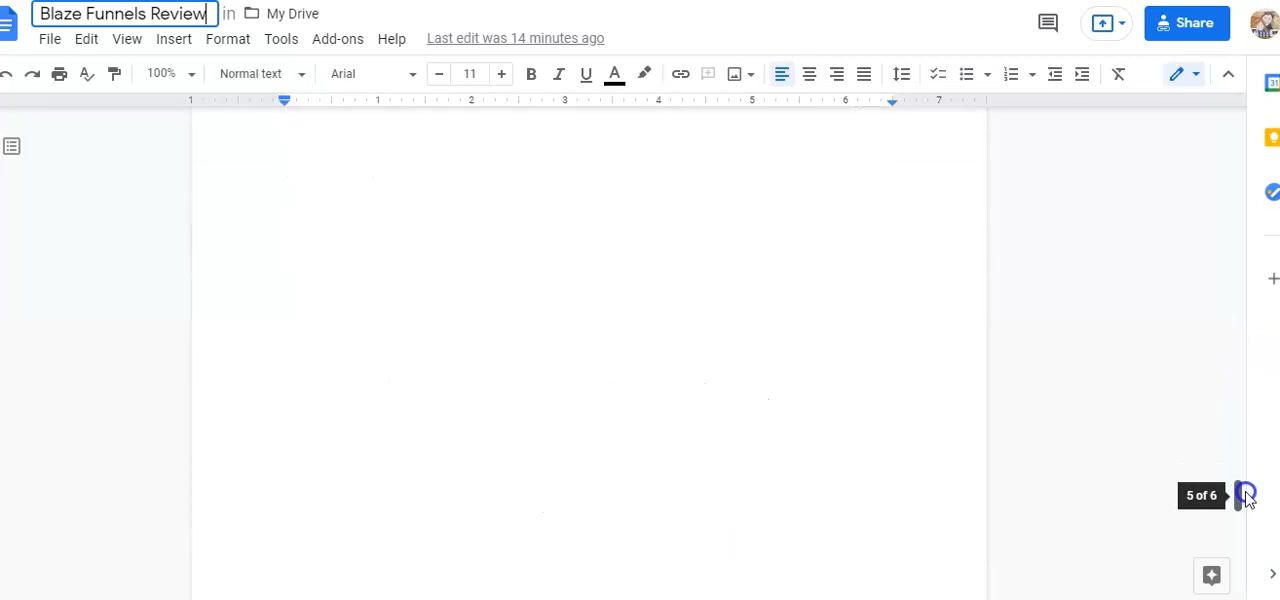 Blaze Funnels Review in My Drive
File Edit View Insert Format Tools Add-ons Help Last edit was 14 minutes ago
Share
100% Normal text Arial 11 B I U A
1 1 2 3 4 5 6 7
31
5 of 6